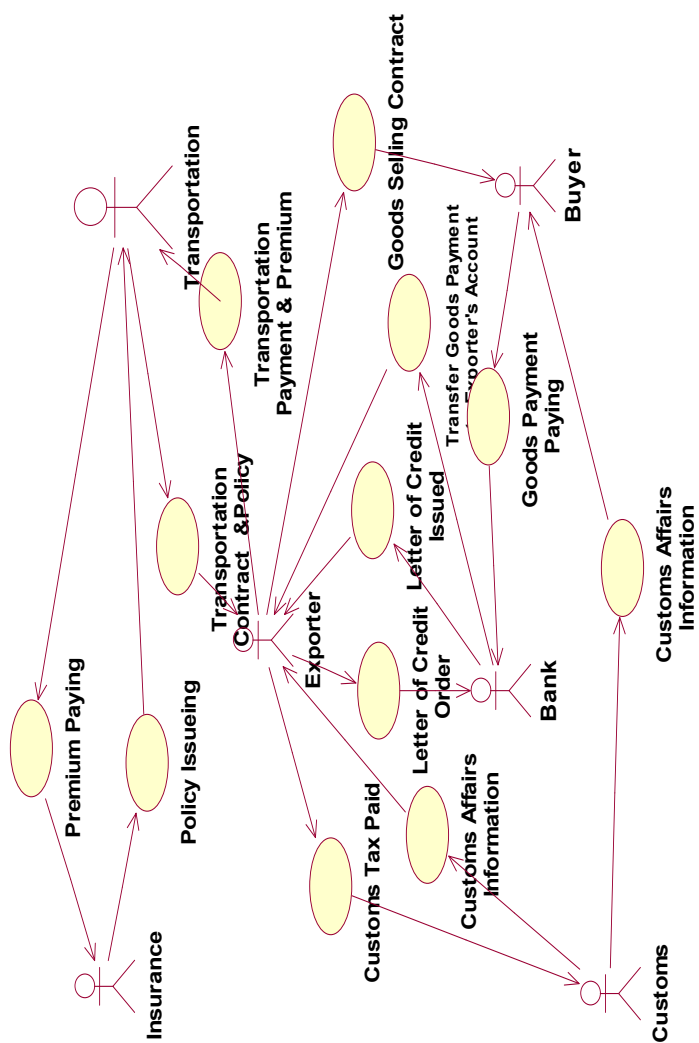 Transportation
Goods Selling Contract
Buyer
Transportation
Payment & Premium
Transfer Goods Payment
Exporter's Account
Goods Payment
Paying
Transportation
Contract &Policy
Exporter
Letter of Credit
Issued
Letter of Credit
Order
Bank
Customs Affairs
Information
Premium Paying
Policy Issueing
Customs Tax Paid
Customs Affairs
Information
Insurance
Customs